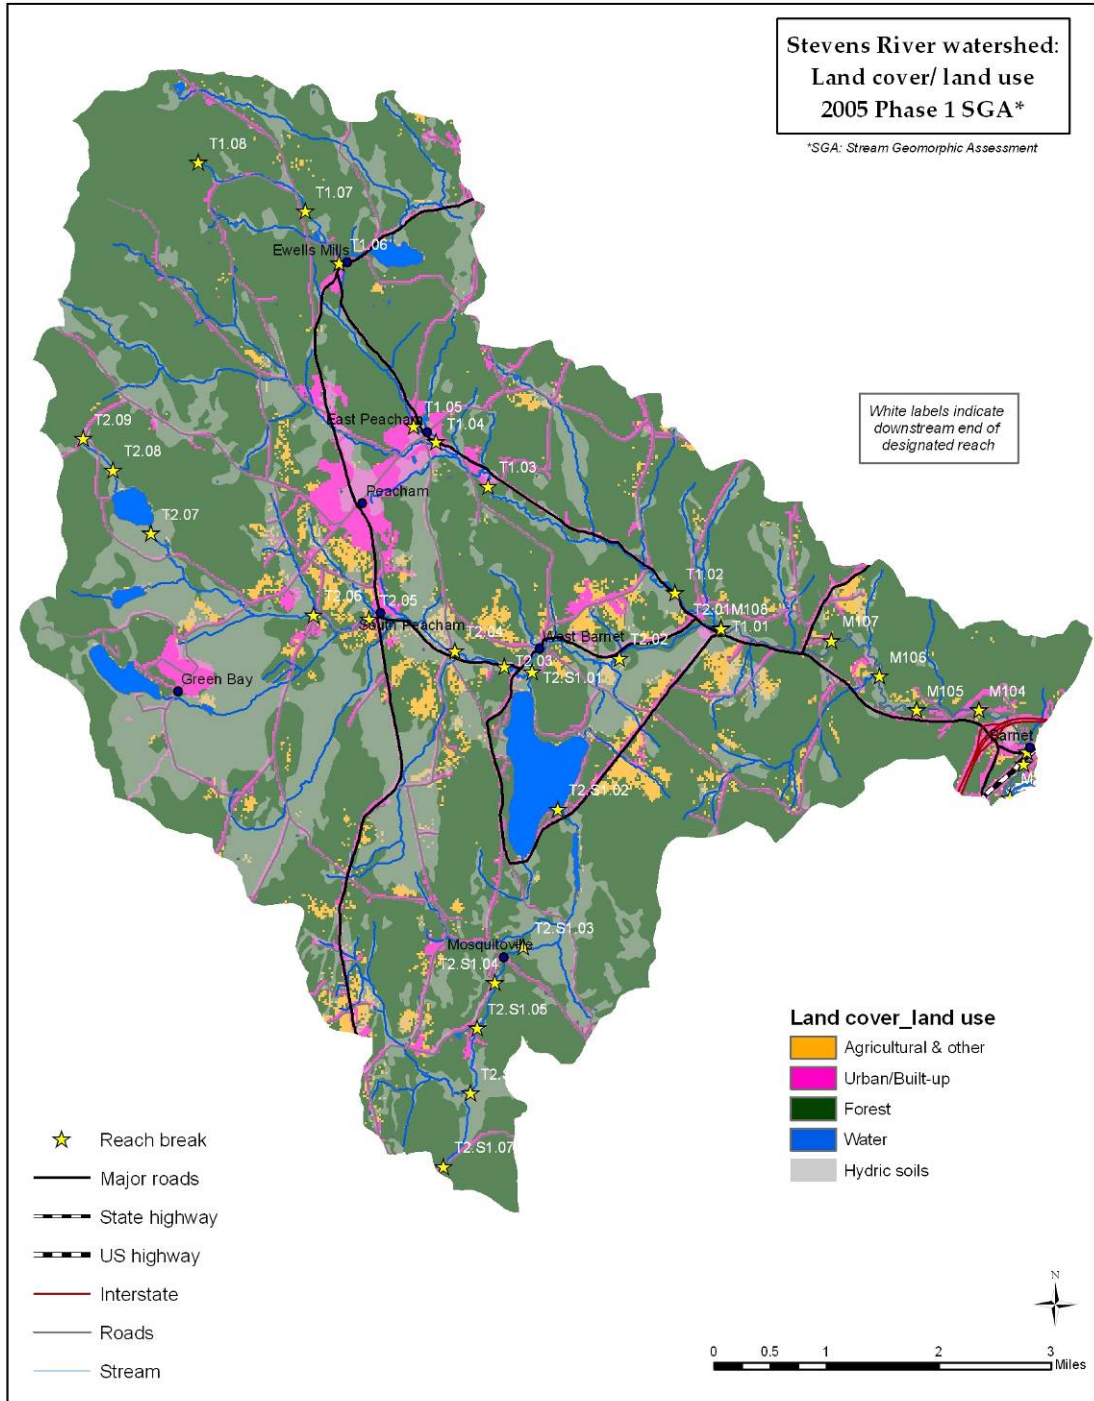 Stevens River watershed:
Land cover/ land use
2005 Phase 1 SGA*
*SGA: Stream Geomorphic Assessment
T1.08
T1.07
T1.06
Ewells Mills
White labels indicate
downstream end of
designated reach
T1.05
East Peacham
T1.04
T2.09
T2.08
T1.03
Peacham
T2.07
T1.02
T2.06
T2.05
South Peacham
T2.01
M108
T1.01
M107
T2.04
West Barnet
T2.02
T2.03
T2.S1.01
M106
Green Bay
M105
M104
Barnet
M
T2.S1.02
T2.S1.03
Mosquitoville
T2.S1.04
T2.S1.05
T2.S
T2.S1.07
Land cover_land use
Agricultural & other
Urban/Built-up
Forest
Water
Hydric soils
Reach break
Major roads
State highway
US highway
Interstate
Roads
Stream
N
0 0.5 1 2 3
Miles